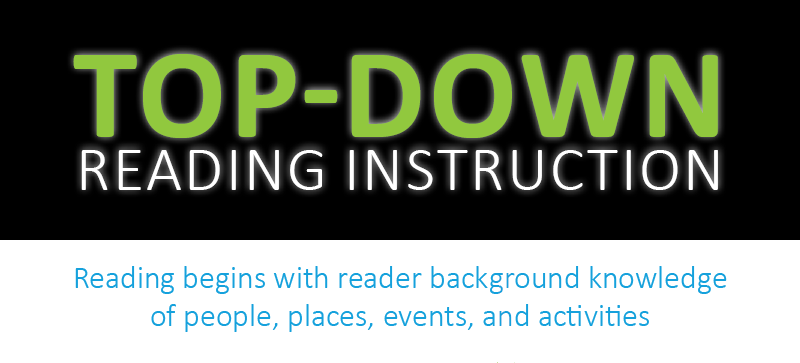 TOP-DOWN
READING INSTRUCTION
Reading begins with reader background knowledge
of people, places, events, and activities